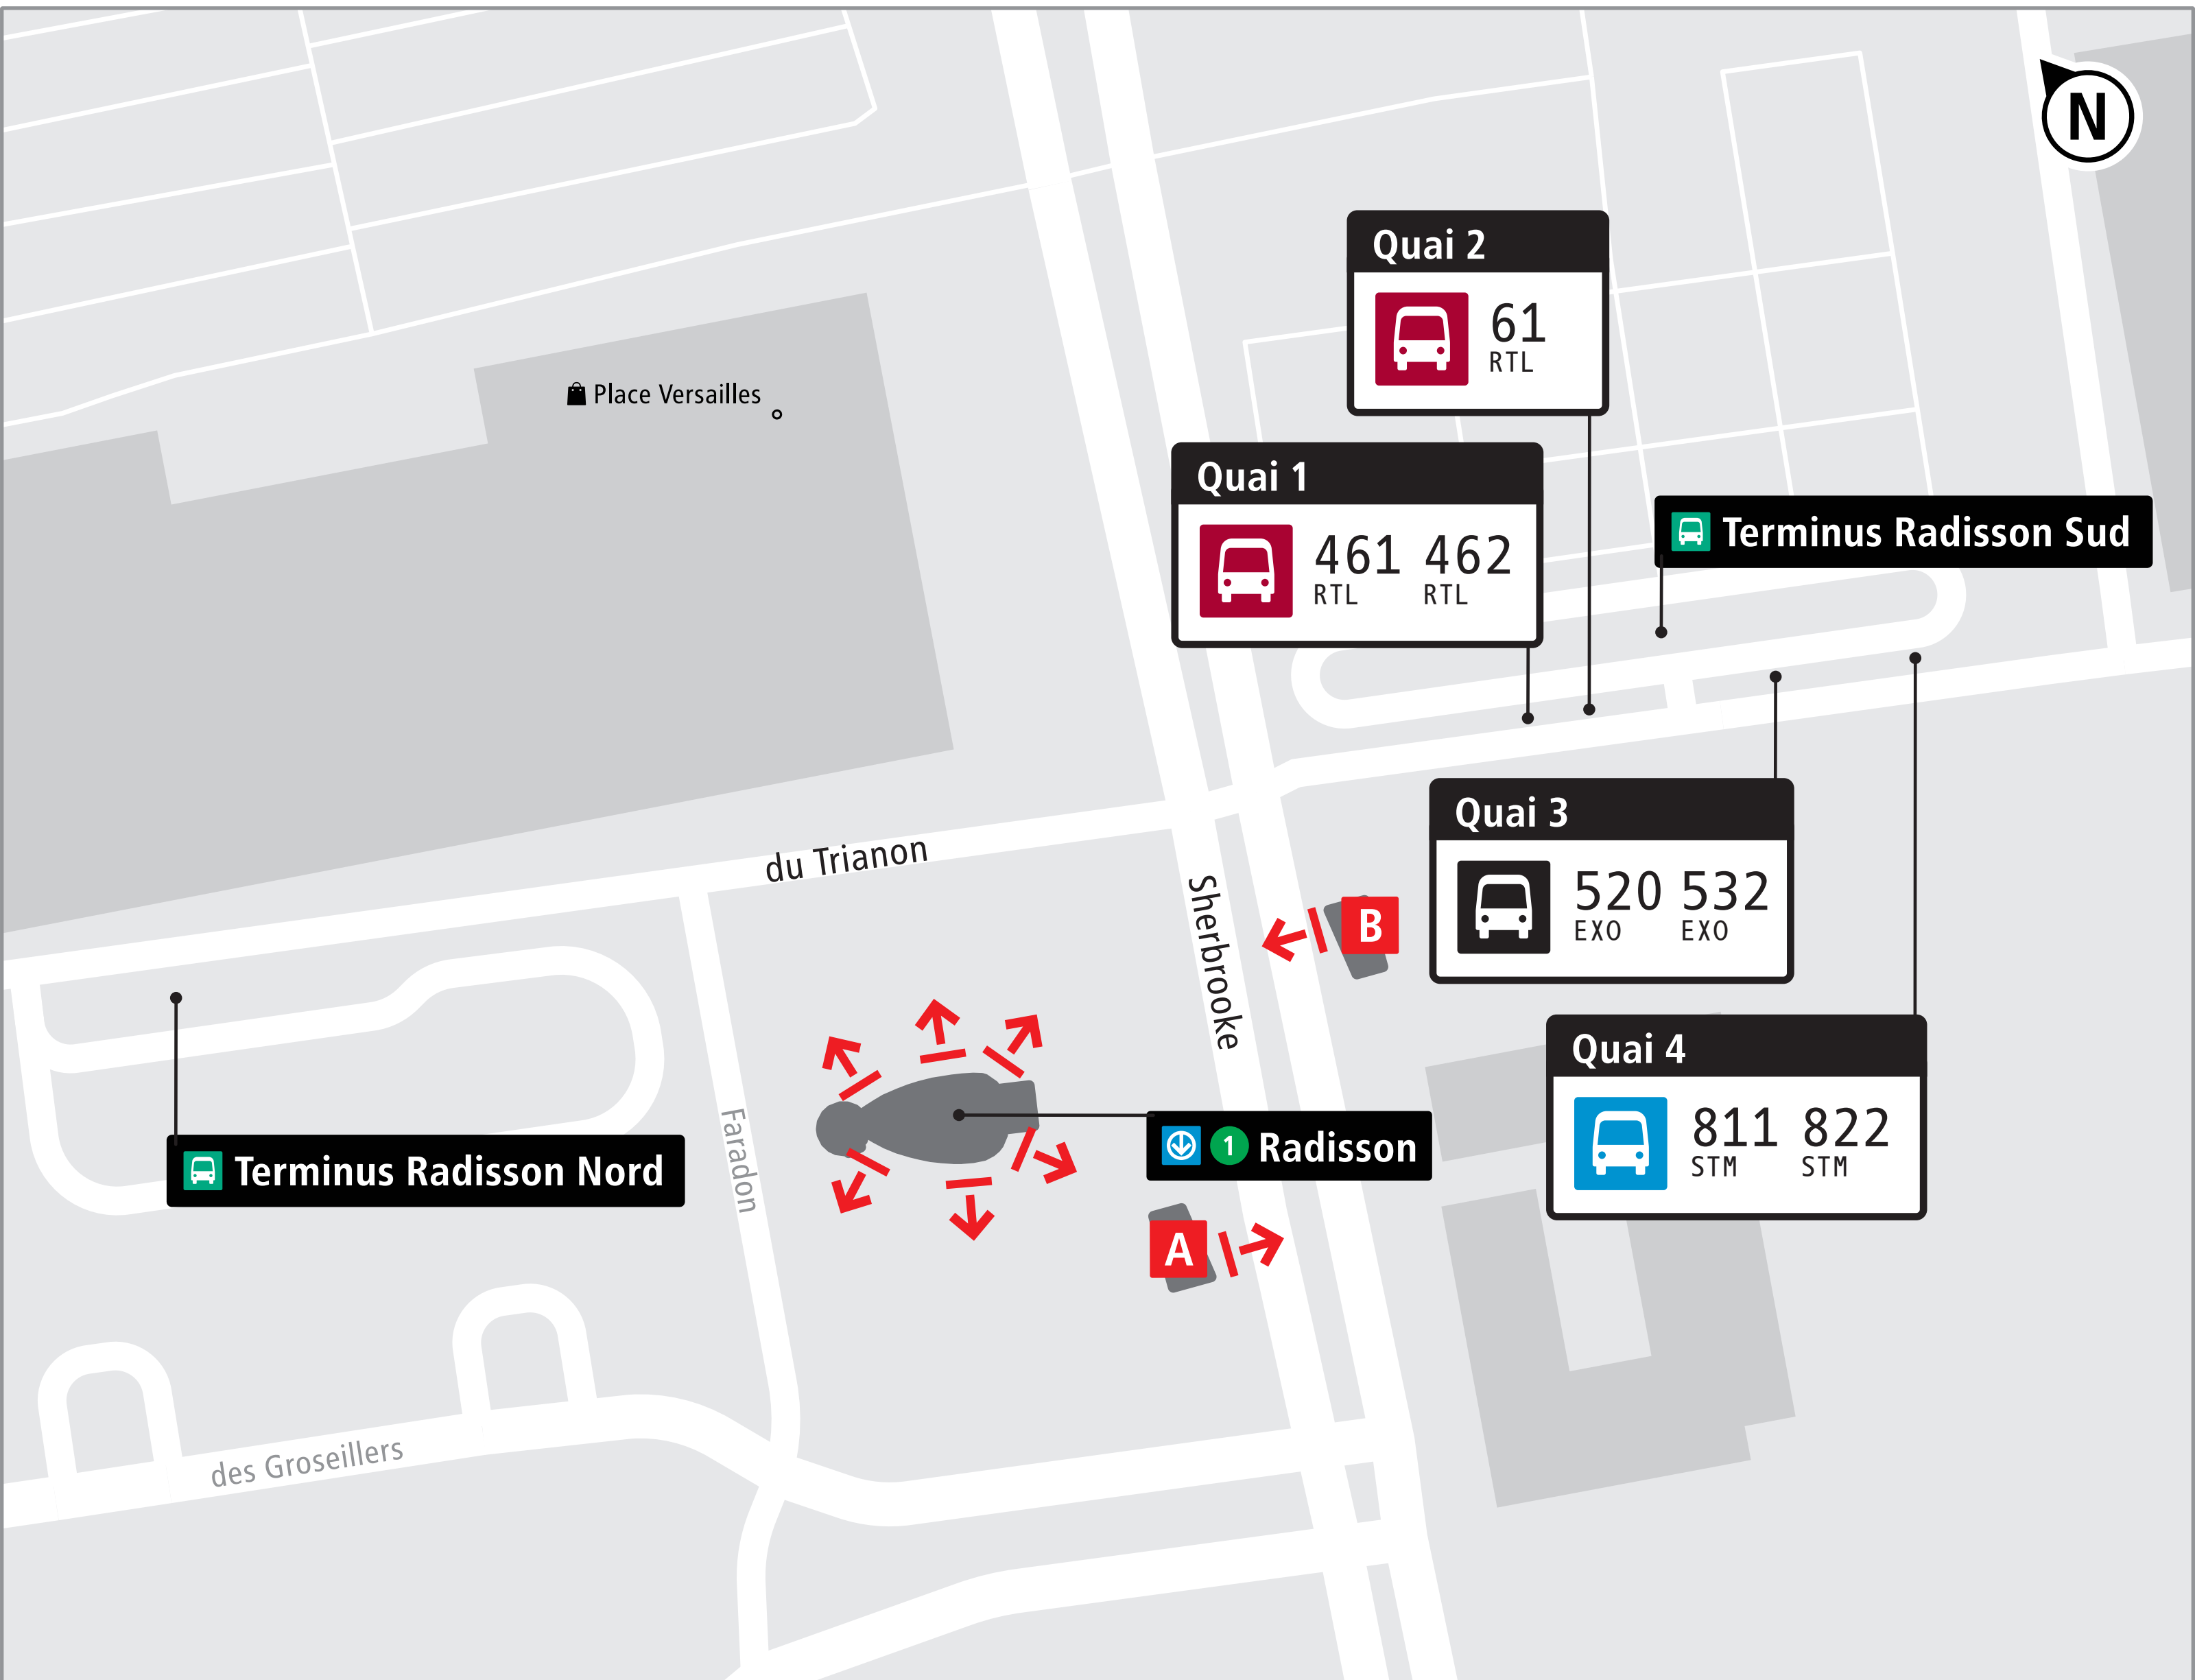 N
Quai 2
61
RTL
Place Versailles
Quai 1
461 462
RTL RTL
Terminus Radisson Sud
du Trianon
Sherbrooke
Quai 3
520 532
EXO EXO
B
Quai 4
811 822
STM STM
Faradon
1 Radisson
Terminus Radisson Nord
A
des Groseillers